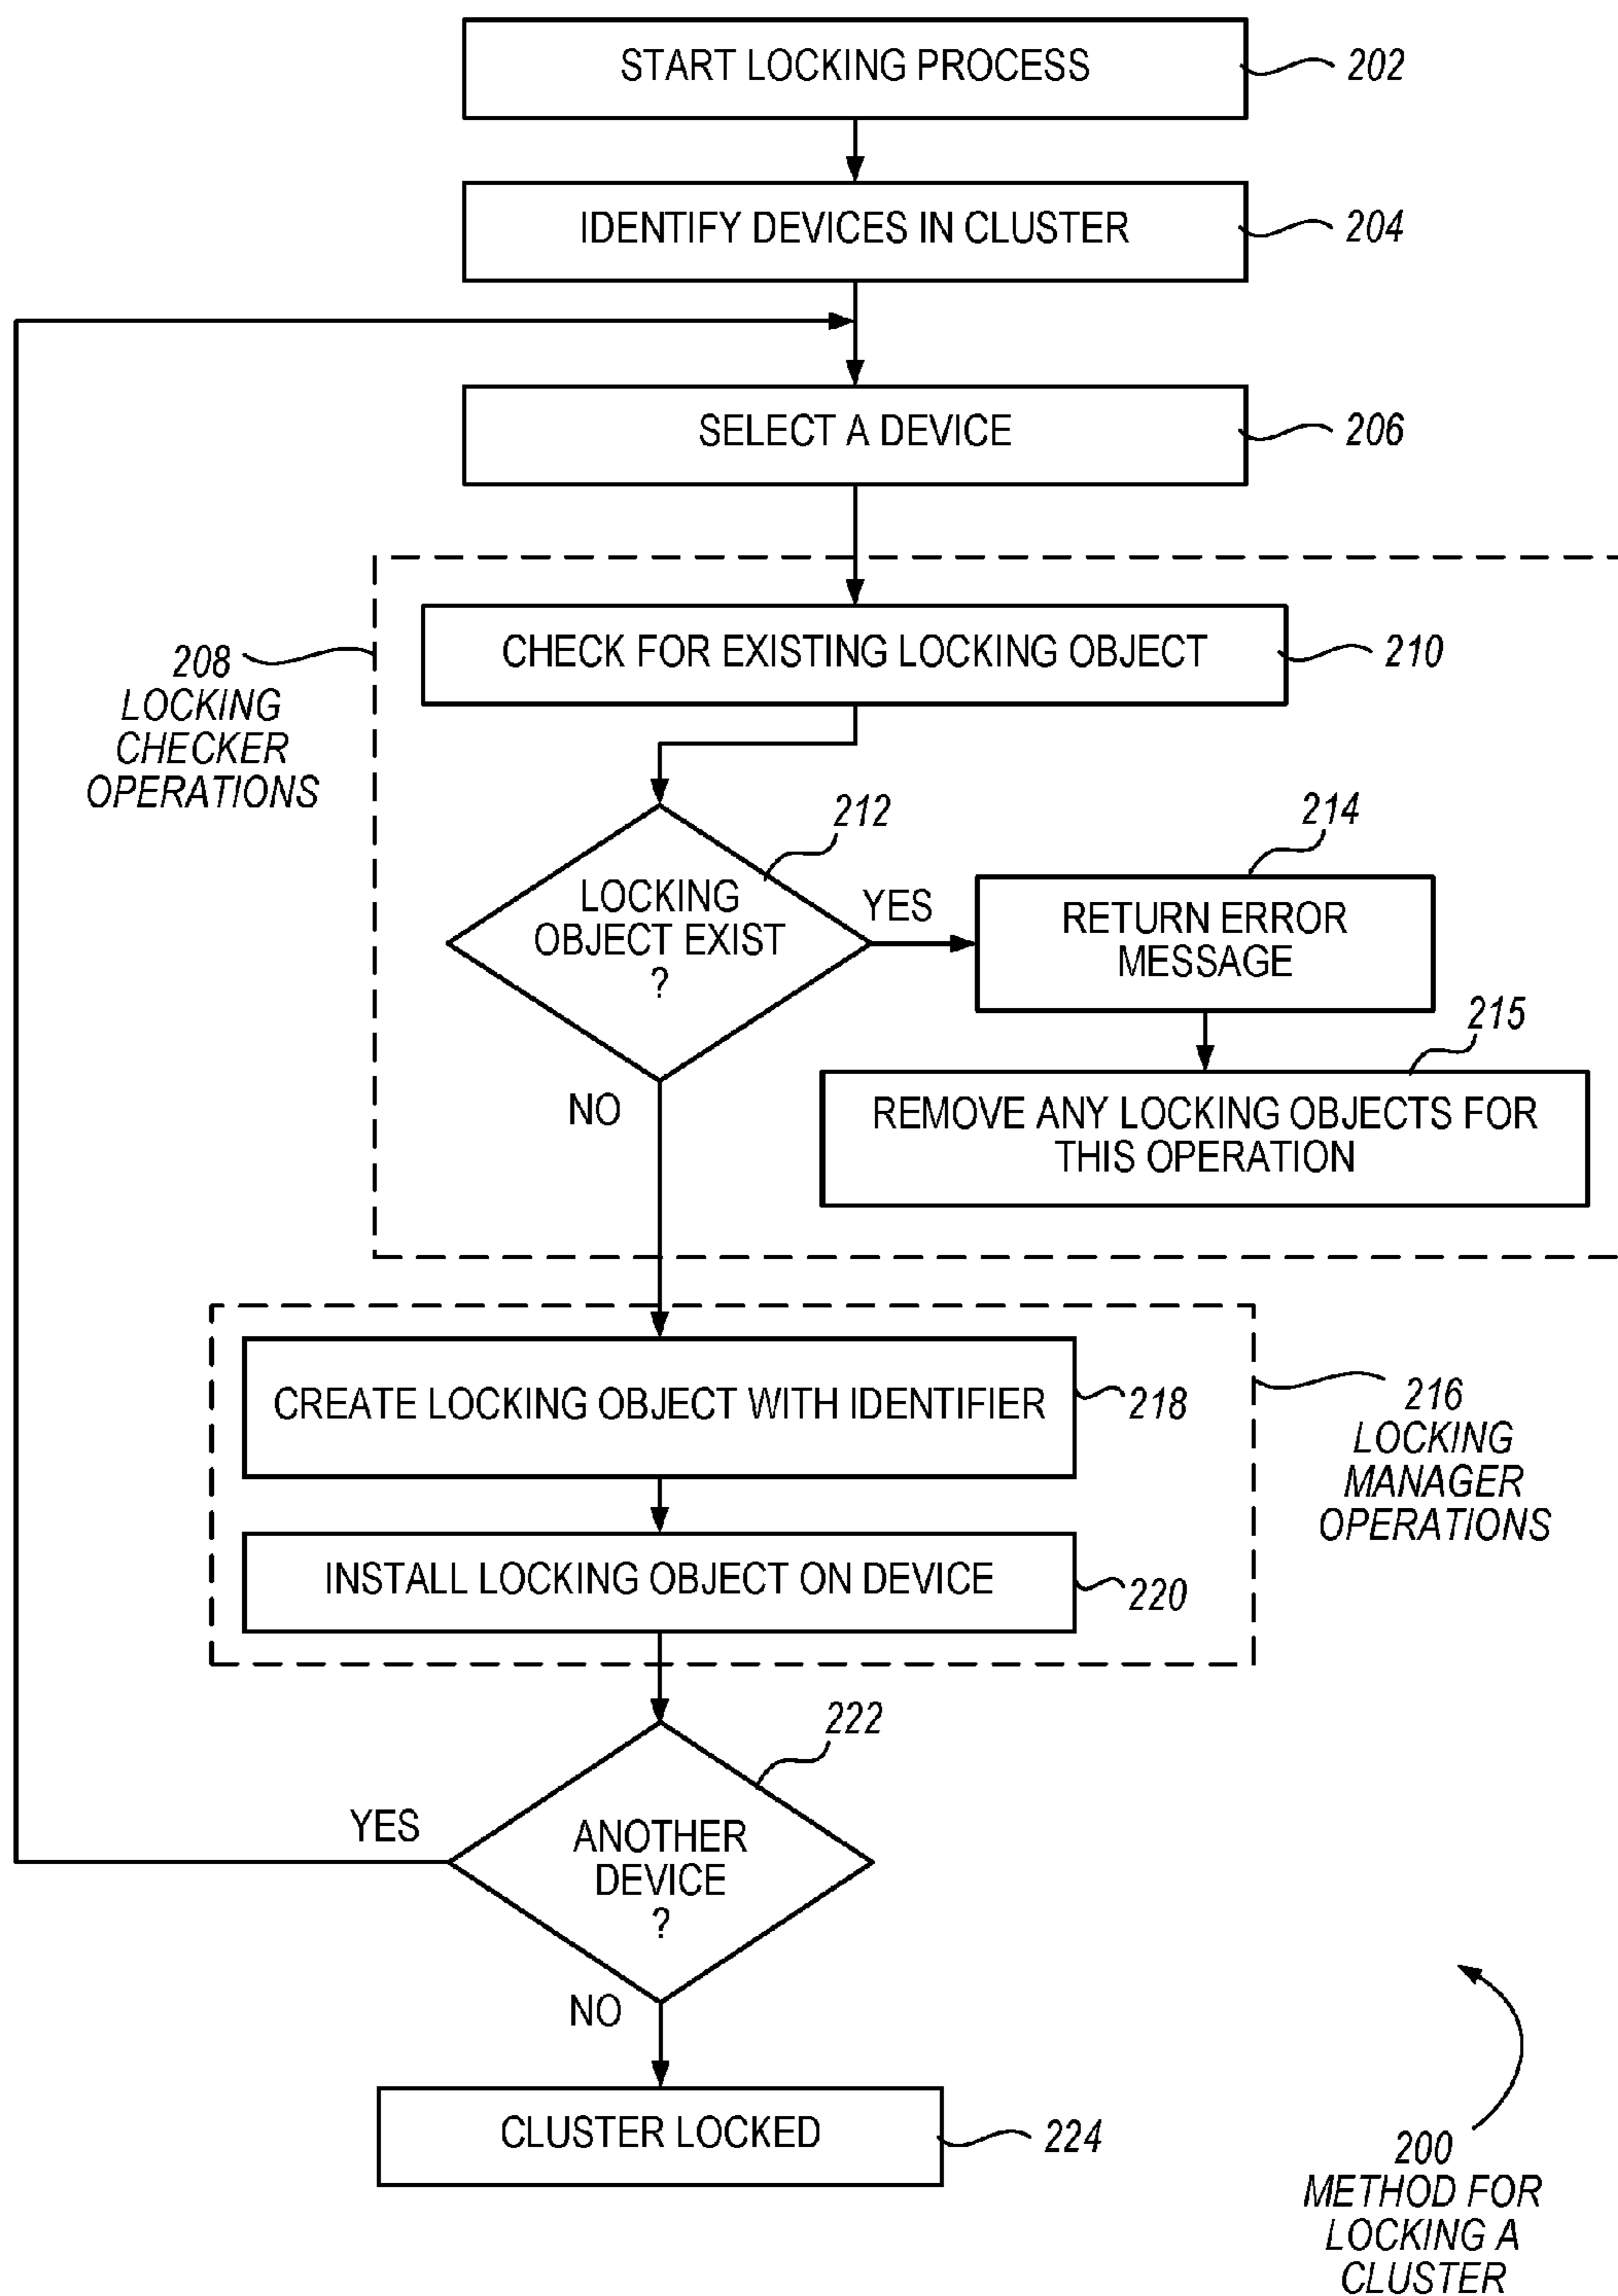 START LOCKING PROCESS
202
IDENTIFY DEVICES IN CLUSTER
204
SELECT A DEVICE
206
CHECK FOR EXISTING LOCKING OBJECT
210
208
LOCKING
CHECKER
OPERATIONS
212
LOCKING
OBJECT EXIST
?
YES
214
RETURN ERROR
MESSAGE
215
REMOVE ANY LOCKING OBJECTS FOR
THIS OPERATION
NO
CREATE LOCKING OBJECT WITH IDENTIFIER
218
216
LOCKING
MANAGER
OPERATIONS
INSTALL LOCKING OBJECT ON DEVICE
220
222
ANOTHER
DEVICE
?
YES
NO
CLUSTER LOCKED
224
200
METHOD FOR
LOCKING A
CLUSTER